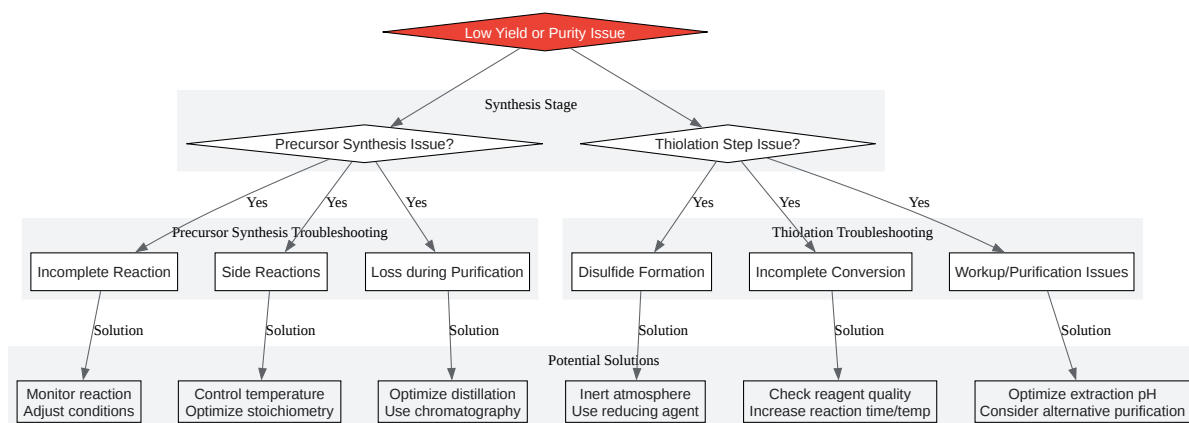 Low Yield or Purity Issue
Synthesis Stage
Precursor Synthesis Issue?
Thiolation Step Issue?
Yes
Yes
Yes
Yes
Yes
Yes
Precursor Synthesis Troubleshooting
Thiolation Troubleshooting
Incomplete Reaction
Side Reactions
Loss during Purification
Disulfide Formation
Incomplete Conversion
Workup/Purification Issues
Solution
Solution
Solution
Solution
Solution
Solution
Potential Solutions
Monitor reaction
Adjust conditions
Control temperature
Optimize stoichiometry
Optimize distillation
Use chromatography
Inert atmosphere
Use reducing agent
Check reagent quality
Increase reaction time/temp
Optimize extraction pH
Consider alternative purification